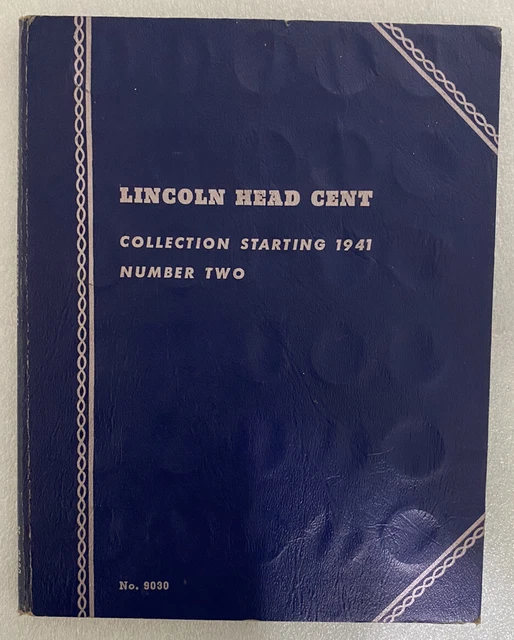 LINCOLN HEAD CENT
COLLECTION STARTING 1941
NUMBER TWO
No. 9030